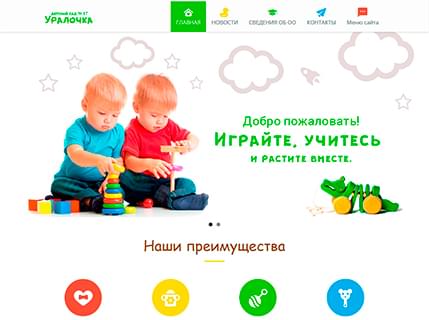 ДЕТСКИЙ САД № 57
УРАЛОЧКА
ГЛАВНАЯ
НОВОСТИ
СВЕДЕНИЯ ОБ-ОО
КОНТАКТЫ
Меню сайта
Добро пожаловать!
ИГРАЙТЕ, УЧИТЕСЬ
И РАСТИТЕ ВМЕСТЕ.
Наши преимущества